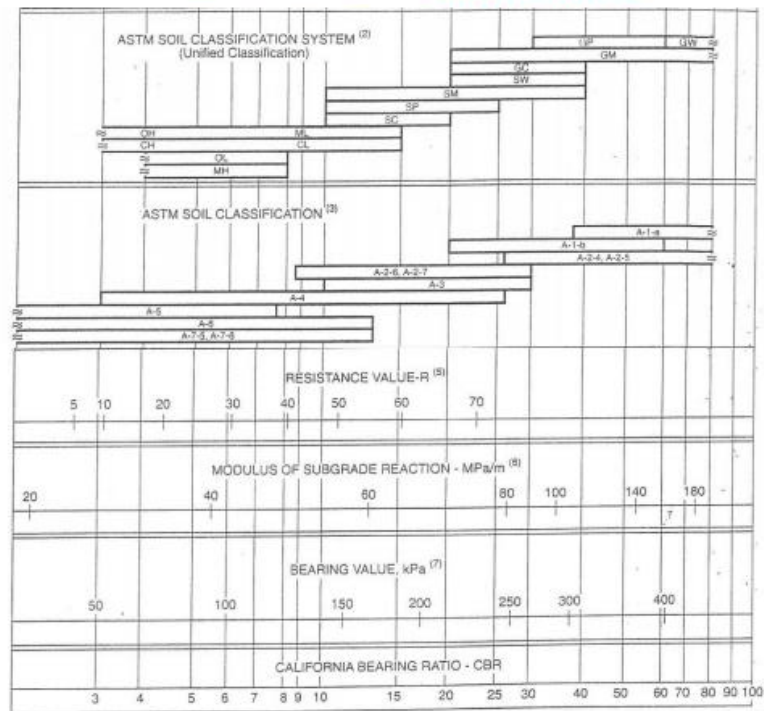 ASTM SOIL CLASSIFICATION SYSTEM (2)
(Unified Classification)
GP GW
GM
GC
SW
SM
SP
SC
OH ML
CH CL
OL
MH
ASTM SOIL CLASSIFICATION (3)
A-1-a
A-1-b
A-2-4, A-2-5
A-2-6, A-2-7
A-3
A-4
A-5
A-6
A-7-5, A-7-6
RESISTANCE VALUE-R (5)
5 10 20 30 40 50 60 70
MODULUS OF SUBGRADE REACTION - MPa/m (6)
20 40 60 80 100 140 180
7
BEARING VALUE, kPa (7)
50 100 150 200 250 300 400
CALIFORNIA BEARING RATIO - CBR
3 4 5 6 7 8 9 10 15 20 25 30 40 50 60 70 80 90 100